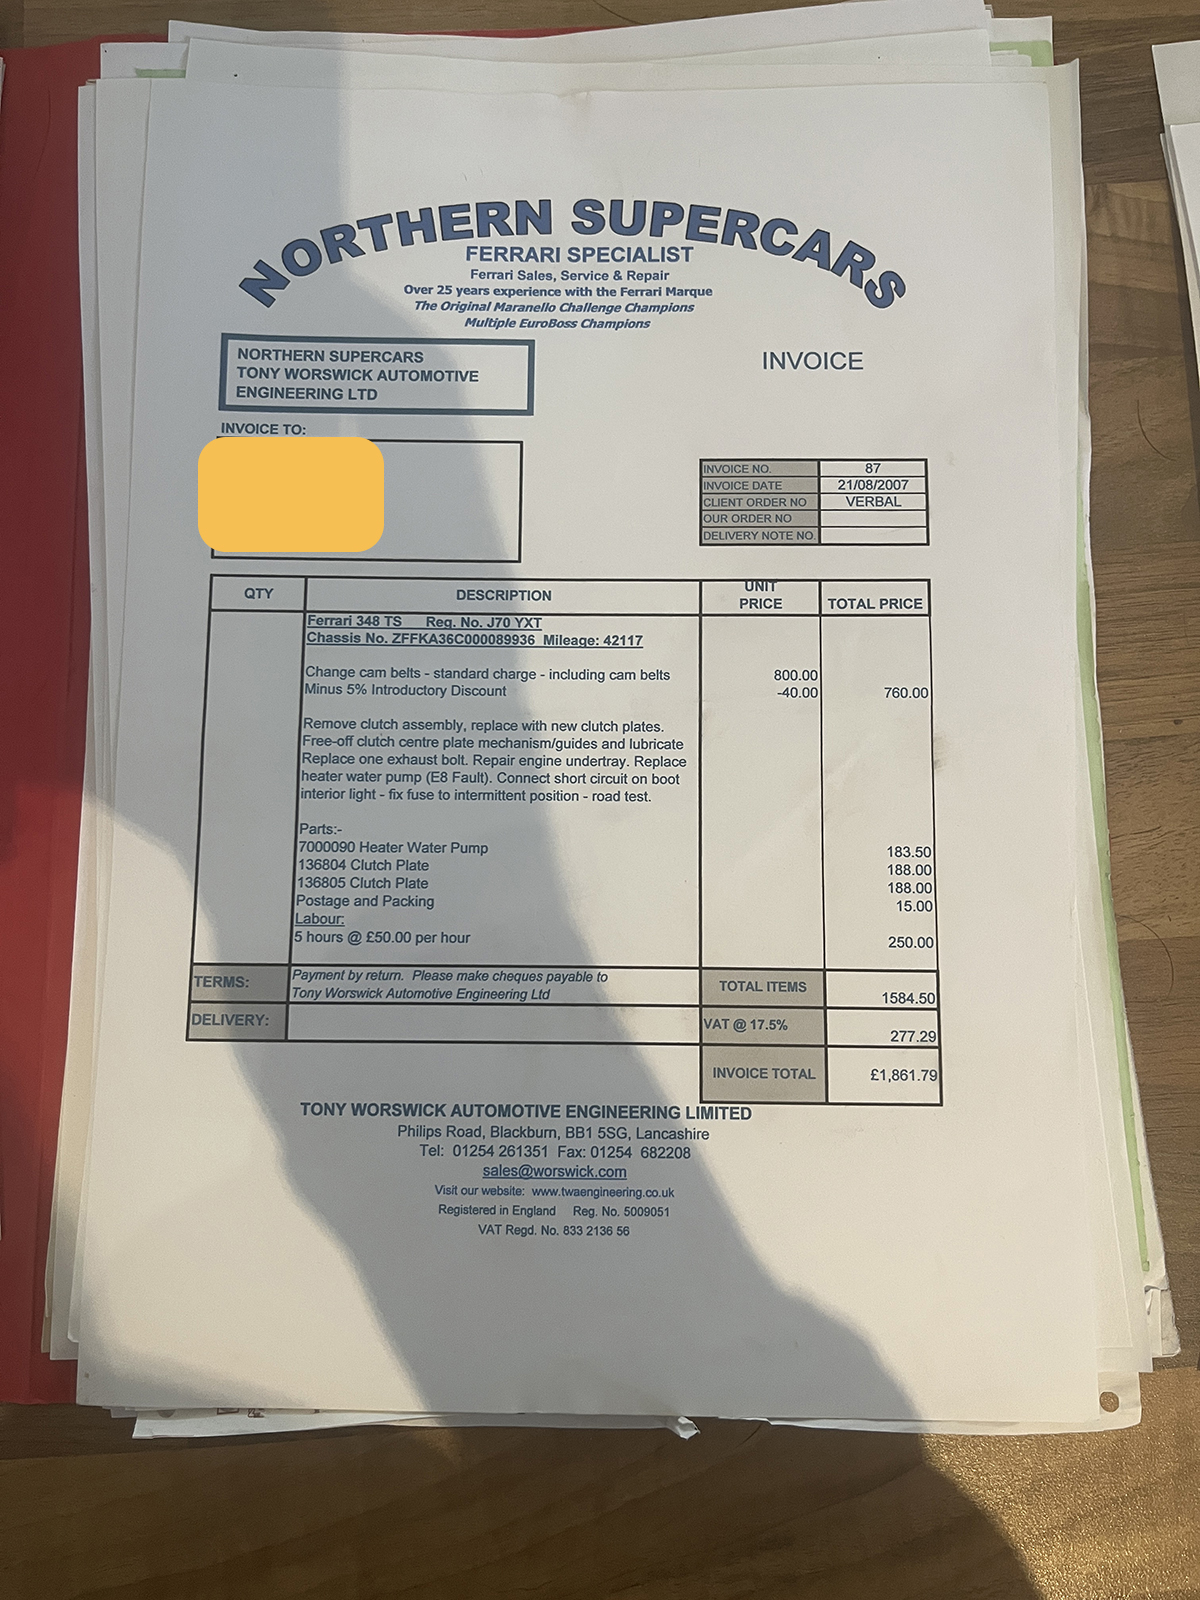 NORTHERN SUPERCARS
FERRARI SPECIALIST
Ferrari Sales, Service & Repair
Over 25 years experience with the Ferrari Marque
The Original Maranello Challenge Champions
Multiple EuroBoss Champions
NORTHERN SUPERCARS
TONY WORSWICK AUTOMOTIVE
ENGINEERING LTD
INVOICE
INVOICE TO:
INVOICE NO. 87
INVOICE DATE 21/08/2007
CLIENT ORDER NO VERBAL
OUR ORDER NO
DELIVERY NOTE NO.
QTY DESCRIPTION UNIT PRICE TOTAL PRICE
Ferrari 348 TS Reg. No. J70 YXT
Chassis No. ZFFKA36C000089936 Mileage: 42117
Change cam belts - standard charge - including cam belts 800.00
Minus 5% Introductory Discount -40.00 760.00
Remove clutch assembly, replace with new clutch plates.
Free-off clutch centre plate mechanism/guides and lubricate
Replace one exhaust bolt. Repair engine undertray. Replace
heater water pump (E8 Fault). Connect short circuit on boot
interior light - fix fuse to intermittent position - road test.
Parts:-
7000090 Heater Water Pump 183.50
136804 Clutch Plate 188.00
136805 Clutch Plate 188.00
Postage and Packing 15.00
Labour:
5 hours @ £50.00 per hour 250.00
TERMS: Payment by return. Please make cheques payable to
Tony Worswick Automotive Engineering Ltd
TOTAL ITEMS 1584.50
DELIVERY:
VAT @ 17.5% 277.29
INVOICE TOTAL £1,861.79
TONY WORSWICK AUTOMOTIVE ENGINEERING LIMITED
Philips Road, Blackburn, BB1 5SG, Lancashire
Tel: 01254 261351 Fax: 01254 682208
sales@worswick.com
Visit our website: www.twaengineering.co.uk
Registered in England Reg. No. 5009051
VAT Regd. No. 833 2136 56